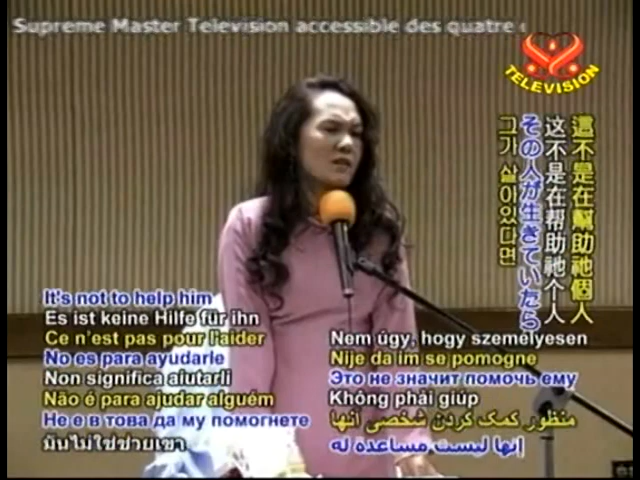 Supreme Master Television accessible des quatre
TELEVISION
這不是在幫助祂個人
这不是在帮助祂个人
その人が生きていたら
그가 살아있다면
It's not to help him
Es ist keine Hilfe für ihn
Ce n'est pas pour l'aider
No es para ayudarle
Non significa aiutarli
Não é para ajudar alguém
Не е в това да му помогнете
มันไม่ใช่ช่วยเขา
Nem úgy, hogy személyesen
Nije da im se pomogne
Это не значит помочь ему
Không phải giúp
منظور کمک کردن شخصی آنها
إنها ليست مساعدة له